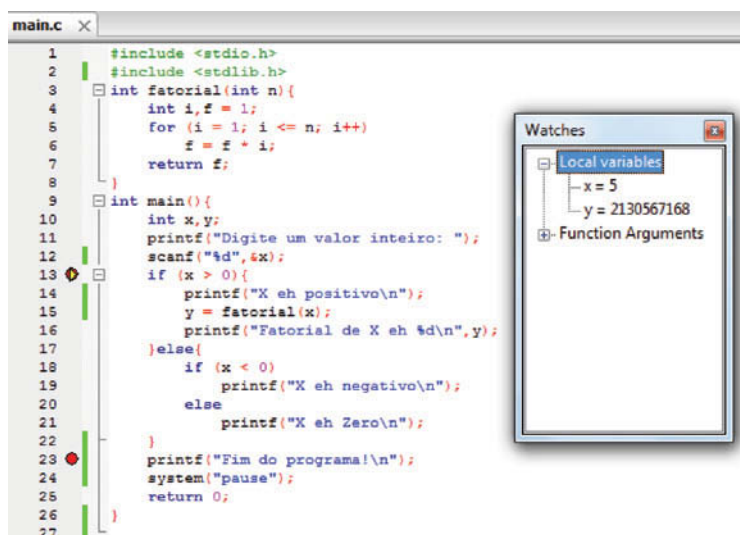 main.c
1 #include <stdio.h>
2 #include <stdlib.h>
3 int fatorial(int n){
4 int i,f = 1;
5 for (i = 1; i <= n; i++)
6 f = f * i;
7 return f;
8 }
9 int main(){
10 int x,y;
11 printf("Digite um valor inteiro: ");
12 scanf("%d",&x);
13 if (x > 0){
14 printf("X eh positivo\n");
15 y = fatorial(x);
16 printf("Fatorial de X eh %d\n",y);
17 }else{
18 if (x < 0)
19 printf("X eh negativo\n");
20 else
21 printf("X eh Zero\n");
22 }
23 printf("Fim do programa!\n");
24 system("pause");
25 return 0;
26 }
27
Watches
Local variables
x = 5
y = 2130567168
Function Arguments